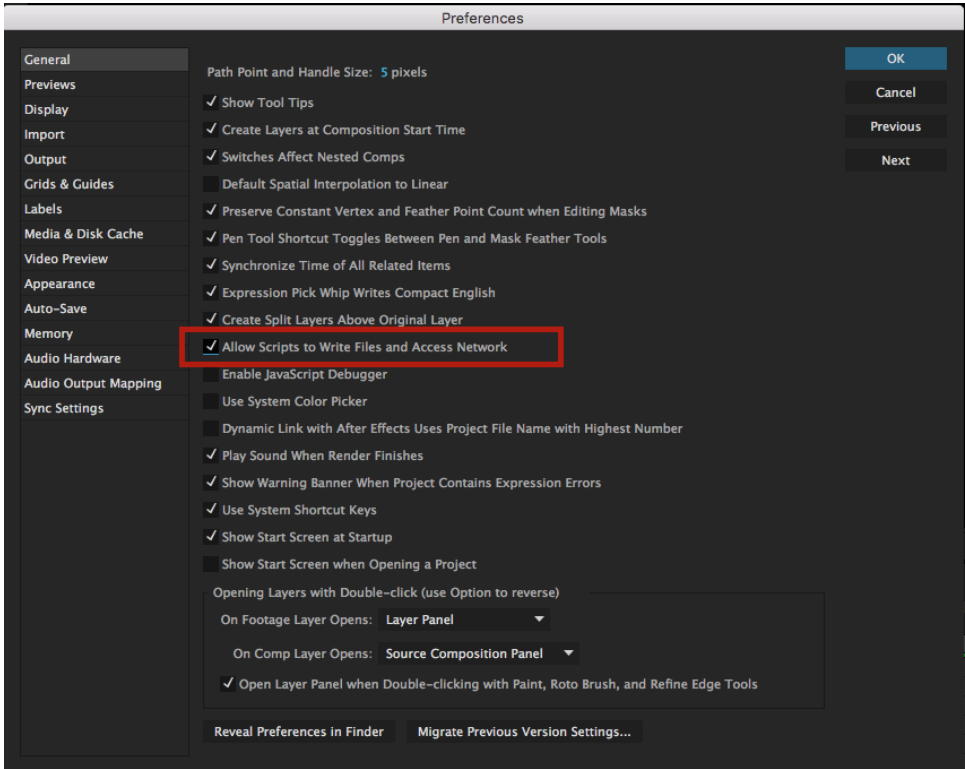 Preferences
General
Previews
Display
Import
Output
Grids & Guides
Labels
Media & Disk Cache
Video Preview
Appearance
Auto-Save
Memory
Audio Hardware
Audio Output Mapping
Sync Settings
Path Point and Handle Size: 5 pixels
Show Tool Tips
Create Layers at Composition Start Time
Switches Affect Nested Comps
Default Spatial Interpolation to Linear
Preserve Constant Vertex and Feather Point Count when Editing Masks
Pen Tool Shortcut Toggles Between Pen and Mask Feather Tools
Synchronize Time of All Related Items
Expression Pick Whip Writes Compact English
Create Split Layers Above Original Layer
Allow Scripts to Write Files and Access Network
Enable JavaScript Debugger
Use System Color Picker
Dynamic Link with After Effects Uses Project File Name with Highest Number
Play Sound When Render Finishes
Show Warning Banner When Project Contains Expression Errors
Use System Shortcut Keys
Show Start Screen at Startup
Show Start Screen when Opening a Project
Opening Layers with Double-click (use Option to reverse)
On Footage Layer Opens: Layer Panel
On Comp Layer Opens: Source Composition Panel
Open Layer Panel when Double-clicking with Paint, Roto Brush, and Refine Edge Tools
Reveal Preferences in Finder
Migrate Previous Version Settings...
OK
Cancel
Previous
Next